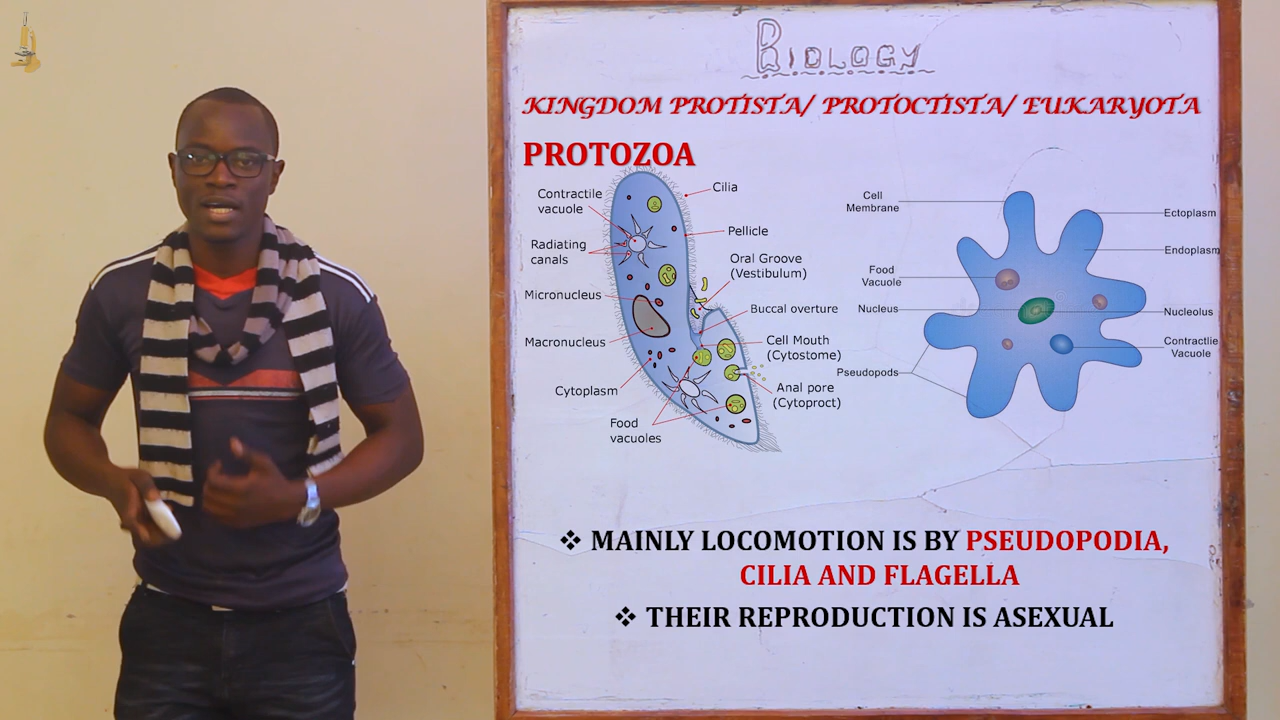 BIOLOGY
KINGDOM PROTISTA/ PROTOCTISTA/ EUKARYOTA
PROTOZOA
Contractile
vacuole
Radiating
canals
Micronucleus
Macronucleus
Cytoplasm
Food
vacuoles
Cilia
Pellicle
Oral Groove
(Vestibulum)
Buccal overture
Cell Mouth
(Cytostome)
Anal pore
(Cytoproct)
Cell
Membrane
Food
Vacuole
Nucleus
Pseudopods
Ectoplasm
Endoplasm
Nucleolus
Contractlie
Vacuole
❖ MAINLY LOCOMOTION IS BY PSEUDOPODIA,
CILIA AND FLAGELLA
❖ THEIR REPRODUCTION IS ASEXUAL